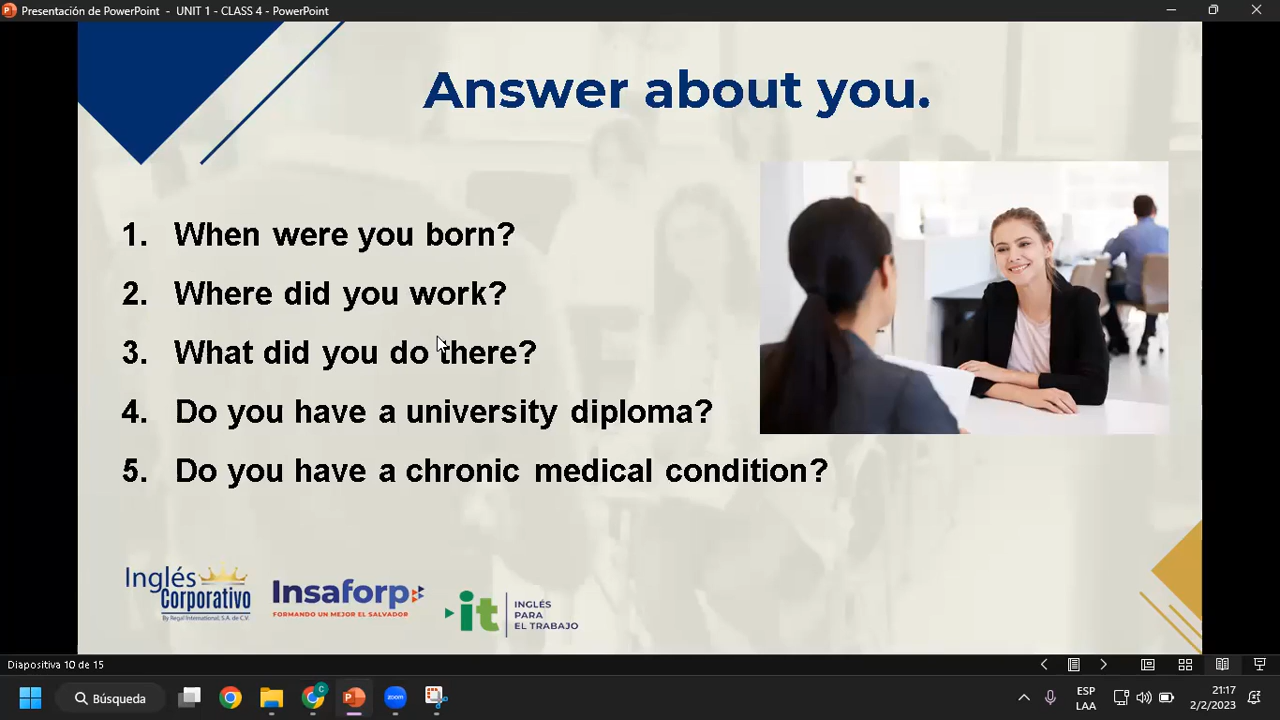 Presentación de PowerPoint - UNIT 1 - CLASS 4 - PowerPoint
Answer about you.
1. When were you born?
2. Where did you work?
3. What did you do there?
4. Do you have a university diploma?
5. Do you have a chronic medical condition?
Inglés
Corporativo
By Regal International, S.A. de C.V.
Insaforp
FORMANDO UN MEJOR EL SALVADOR
it
INGLÉS
PARA
EL TRABAJO
Diapositiva 10 de 15
Búsqueda
C
zoom
ESP
LAA
21:17
2/2/2023